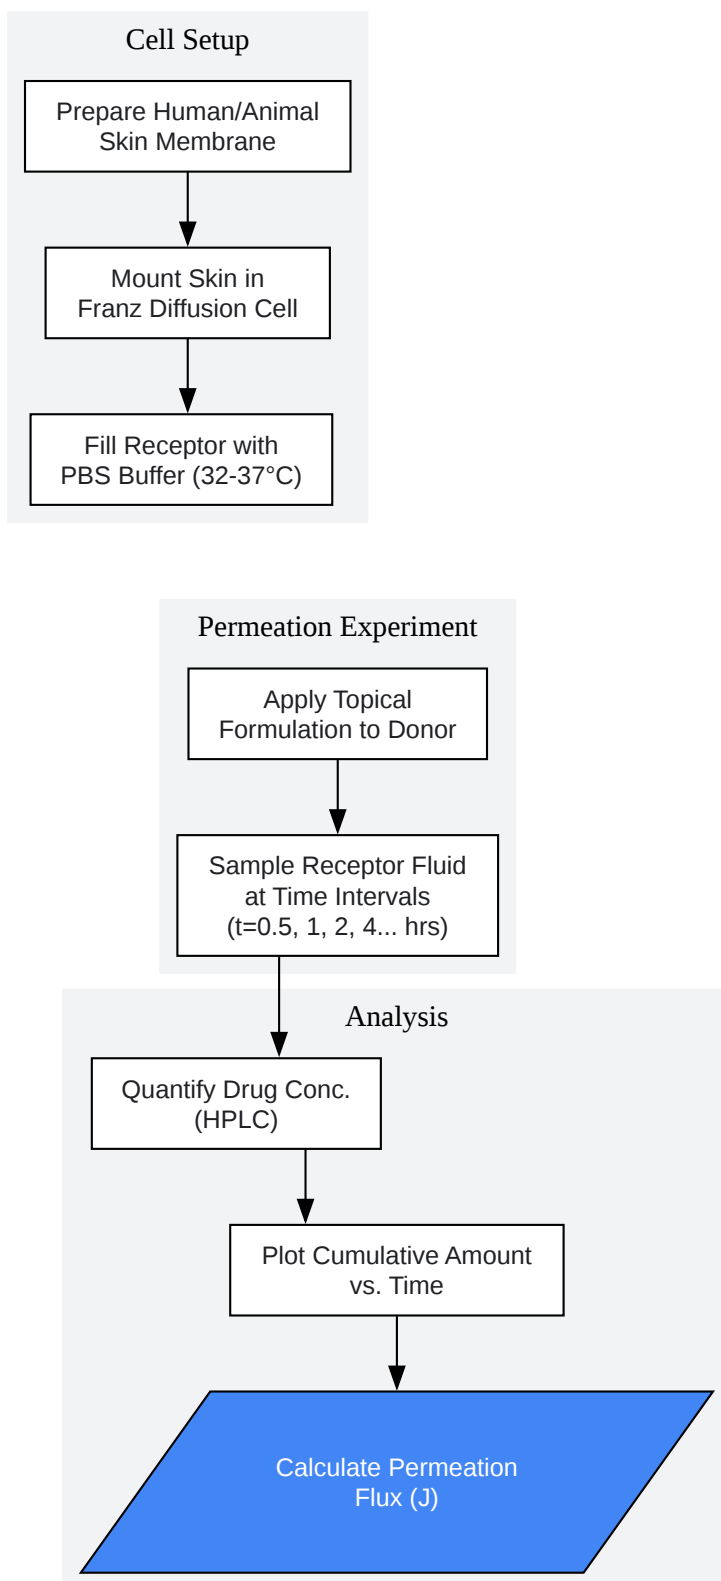 Cell Setup
Prepare Human/Animal
Skin Membrane
Mount Skin in
Franz Diffusion Cell
Fill Receptor with
PBS Buffer (32-37°C)
Permeation Experiment
Apply Topical
Formulation to Donor
Sample Receptor Fluid
at Time Intervals
(t=0.5, 1, 2, 4... hrs)
Analysis
Quantify Drug Conc.
(HPLC)
Plot Cumulative Amount
vs. Time
Calculate Permeation
Flux (J)